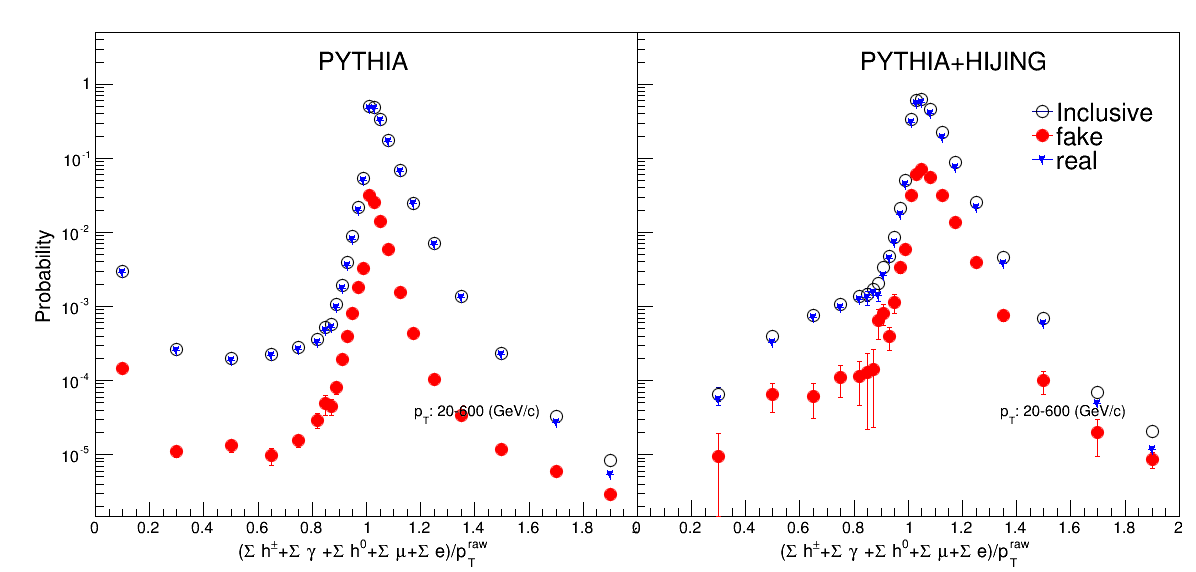 PYTHIA
PYTHIA+HIJING
Inclusive
fake
real
Probability
1
10⁻¹
10⁻²
10⁻³
10⁻⁴
10⁻⁵
p_T: 20-600 (GeV/c)
p_T: 20-600 (GeV/c)
0 0.2 0.4 0.6 0.8 1 1.2 1.4 1.6 1.8
0.2 0.4 0.6 0.8 1 1.2 1.4 1.6 1.8 2
(Σ h^±+Σ γ +Σ h⁰+Σ μ+Σ e)/p_T^raw
(Σ h^±+Σ γ +Σ h⁰+Σ μ+Σ e)/p_T^raw